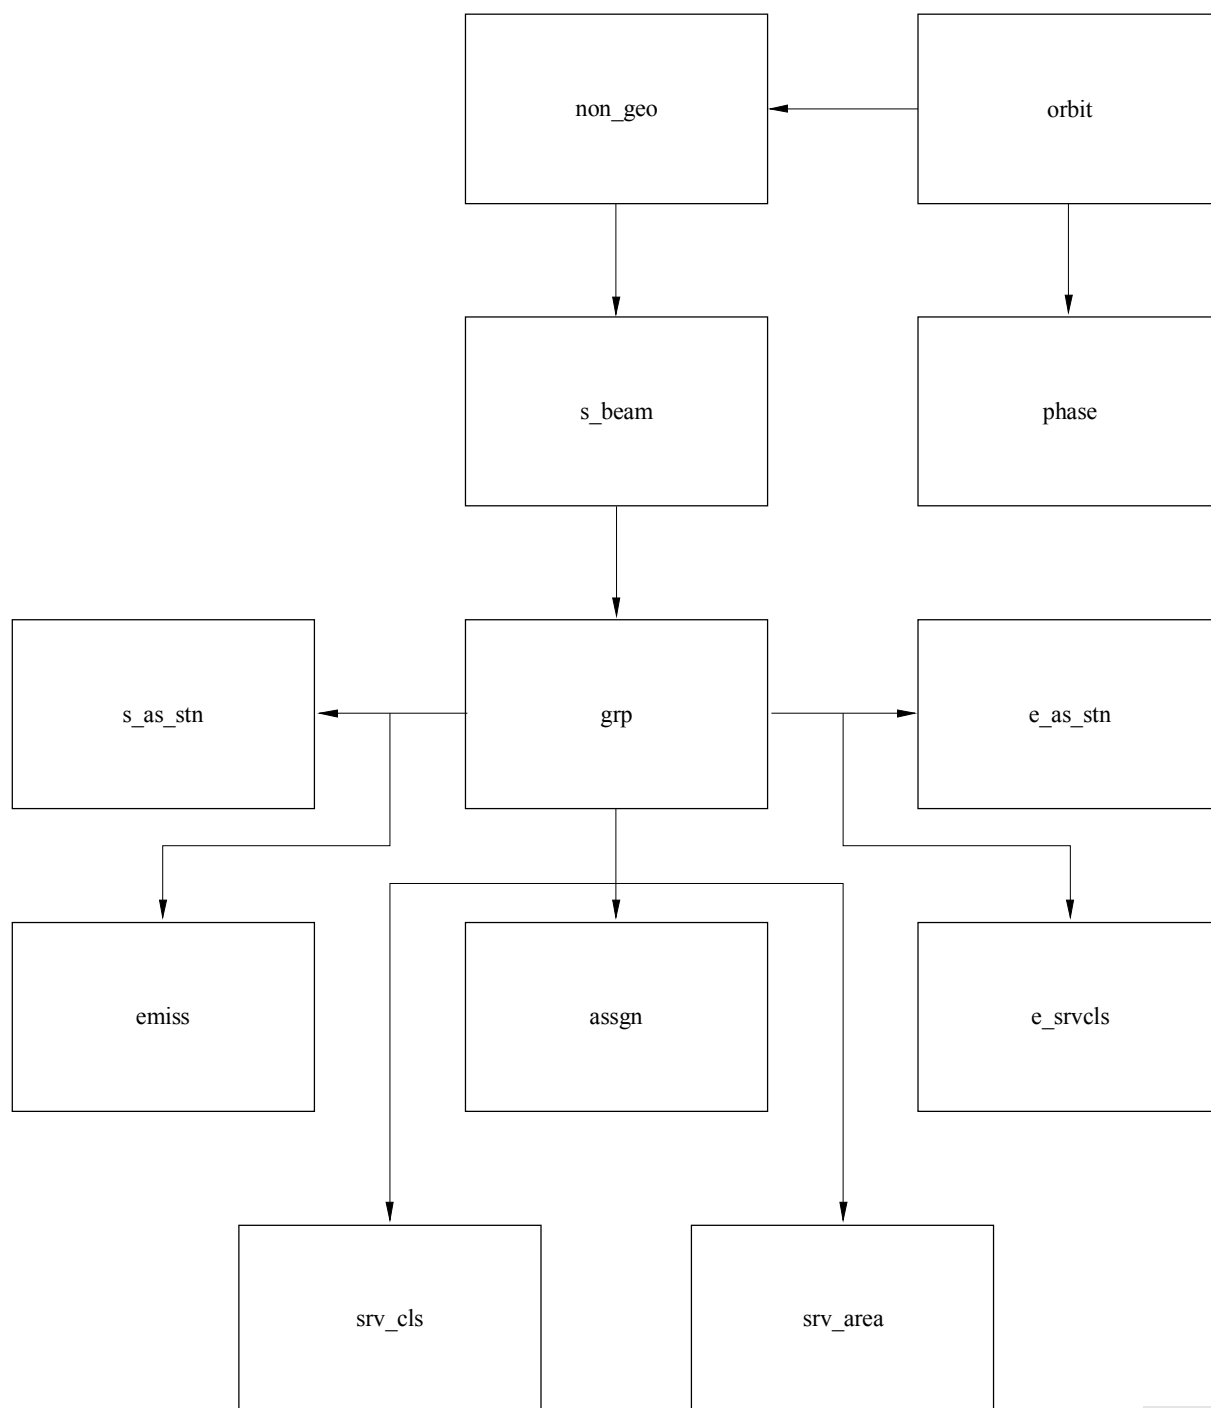 non_geo
orbit
s_beam
phase
s_as_stn
grp
e_as_stn
emiss
assgn
e_srvcls
srv_cls
srv_area